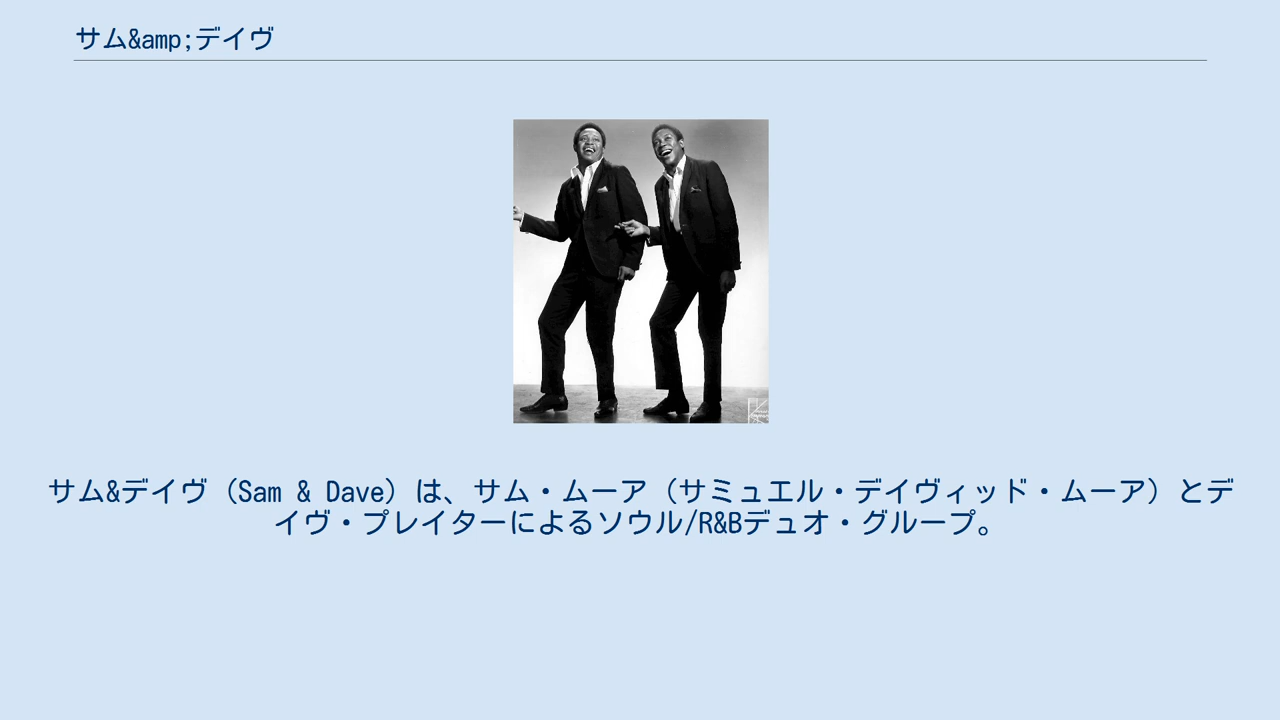 サム&amp;デイヴ
サム&デイヴ（Sam & Dave）は、サム・ムーア（サミュエル・デイヴィッド・ムーア）とデ
イヴ・プレイターによるソウル/R&Bデュオ・グループ。